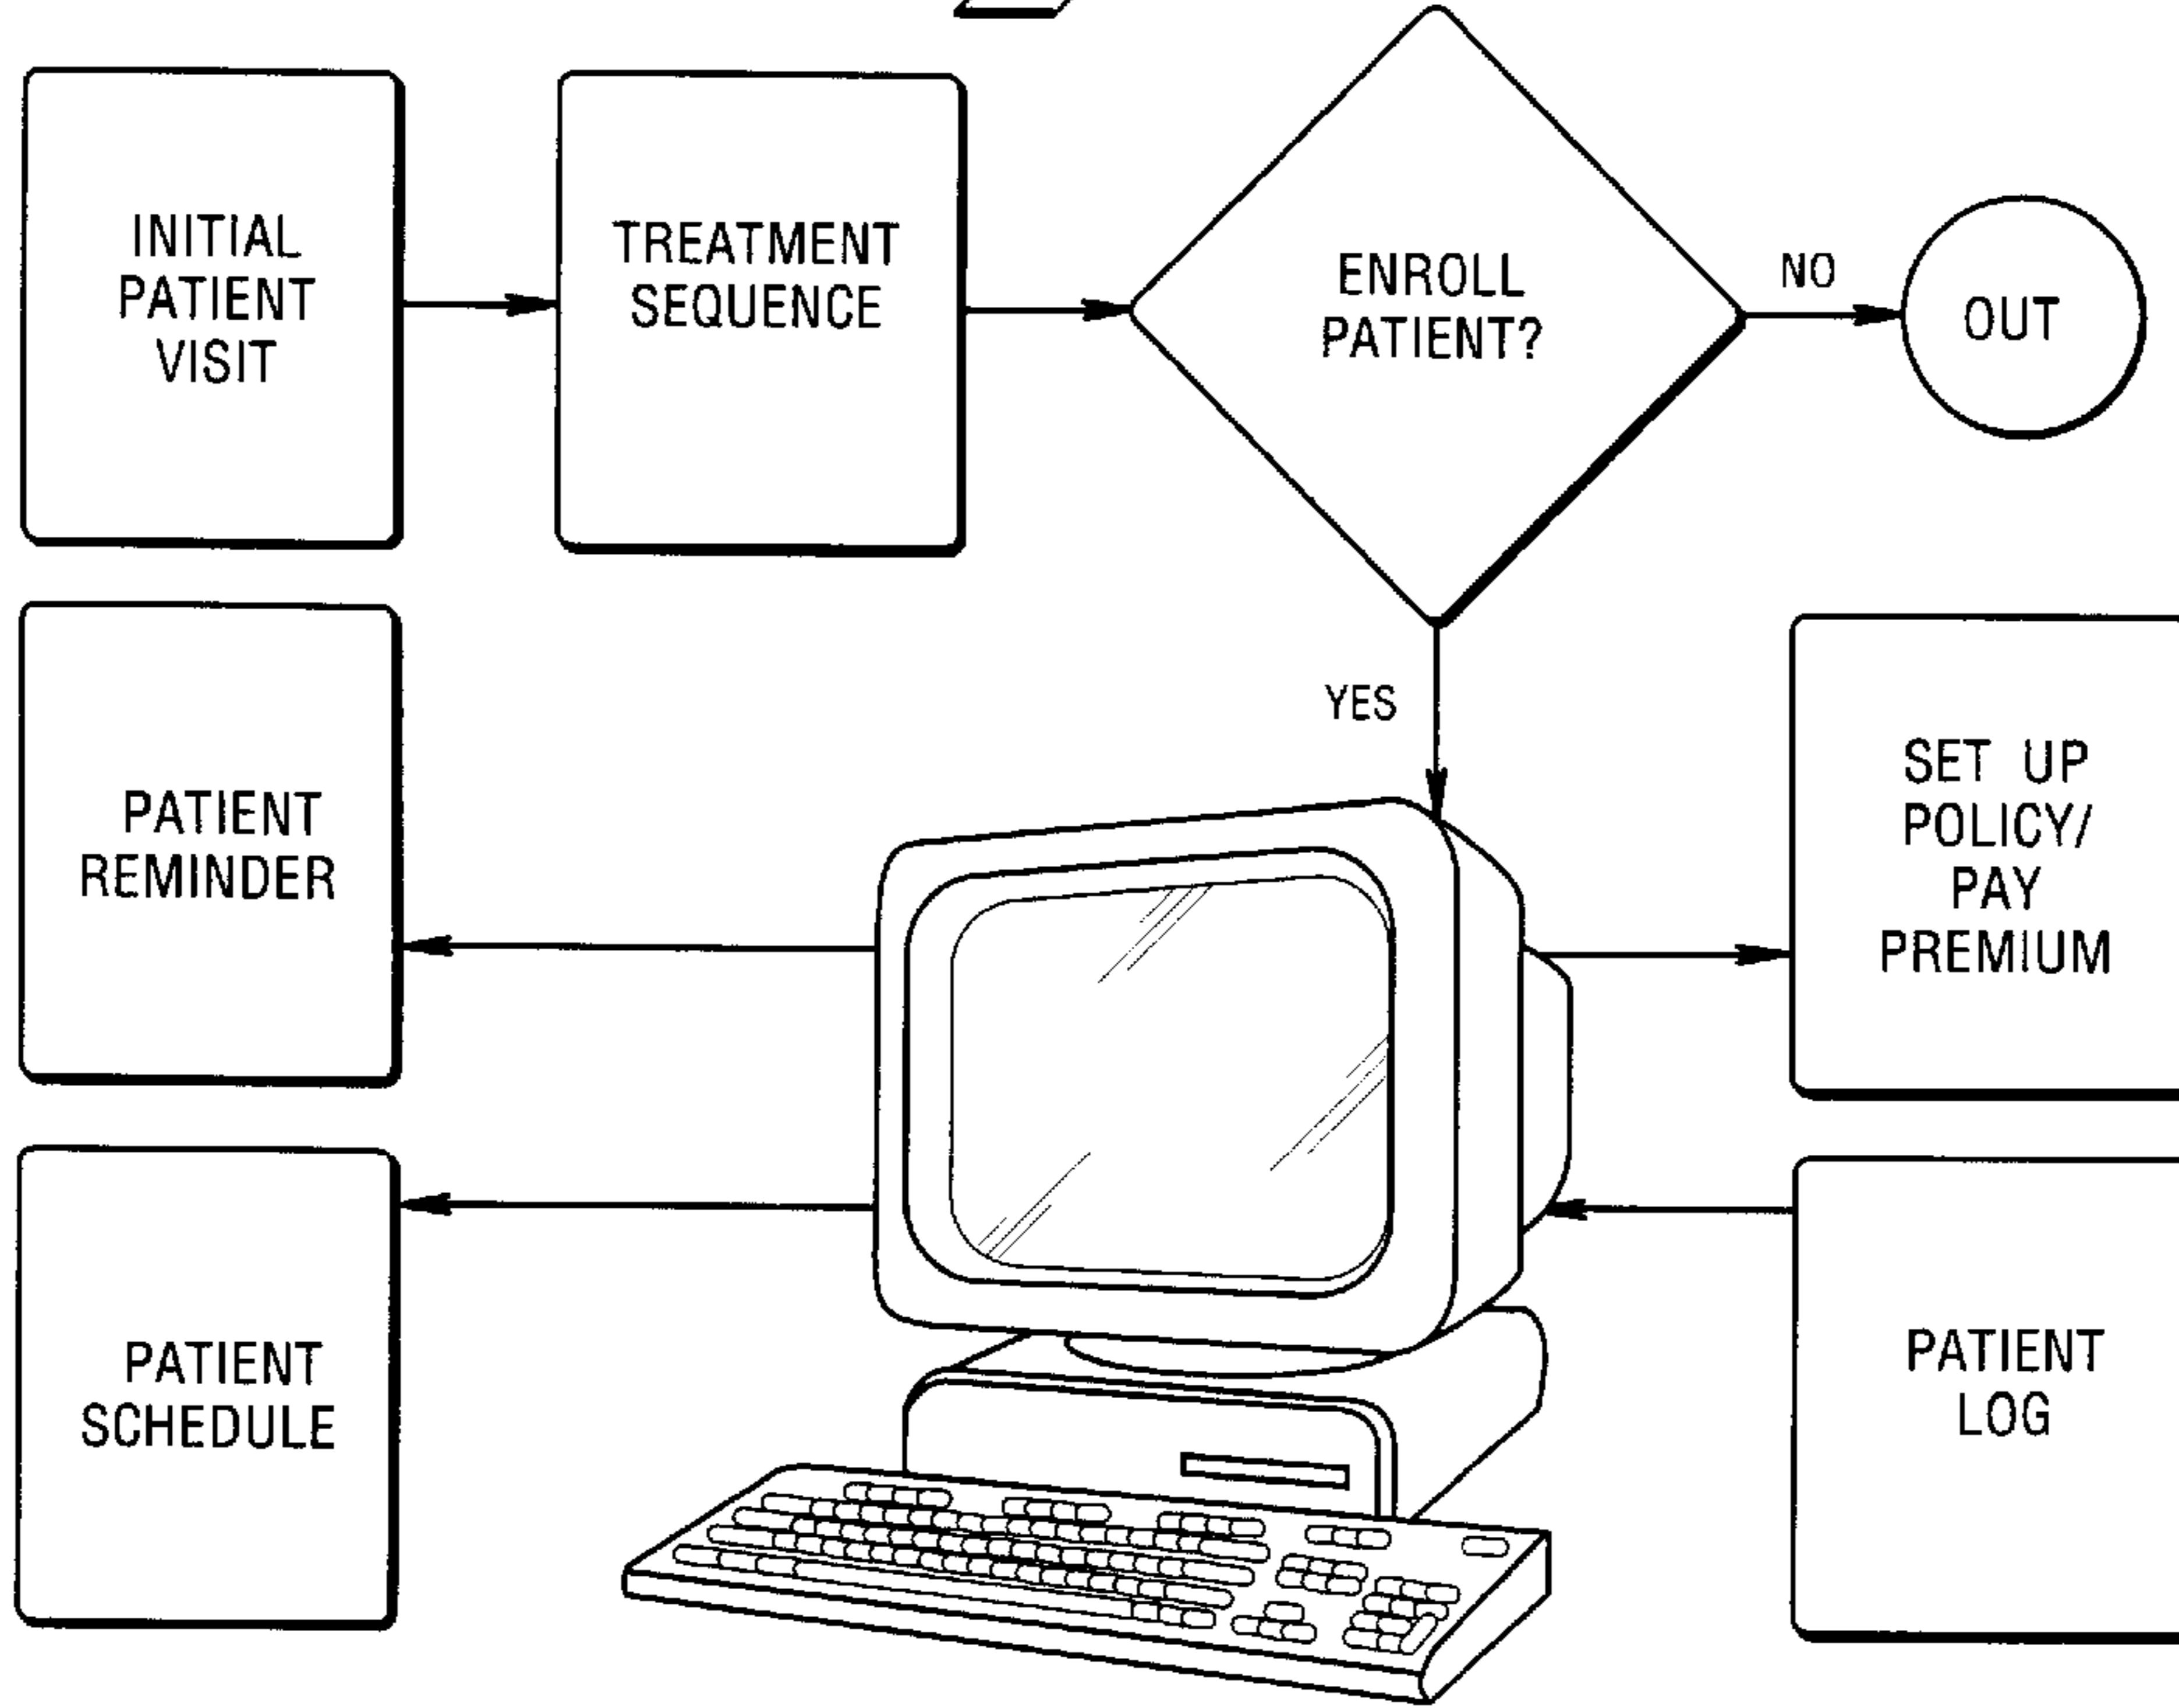 INITIAL
PATIENT
VISIT
TREATMENT
SEQUENCE
ENROLL
PATIENT?
NO
OUT
YES
PATIENT
REMINDER
SET UP
POLICY/
PAY
PREMIUM
PATIENT
SCHEDULE
PATIENT
LOG